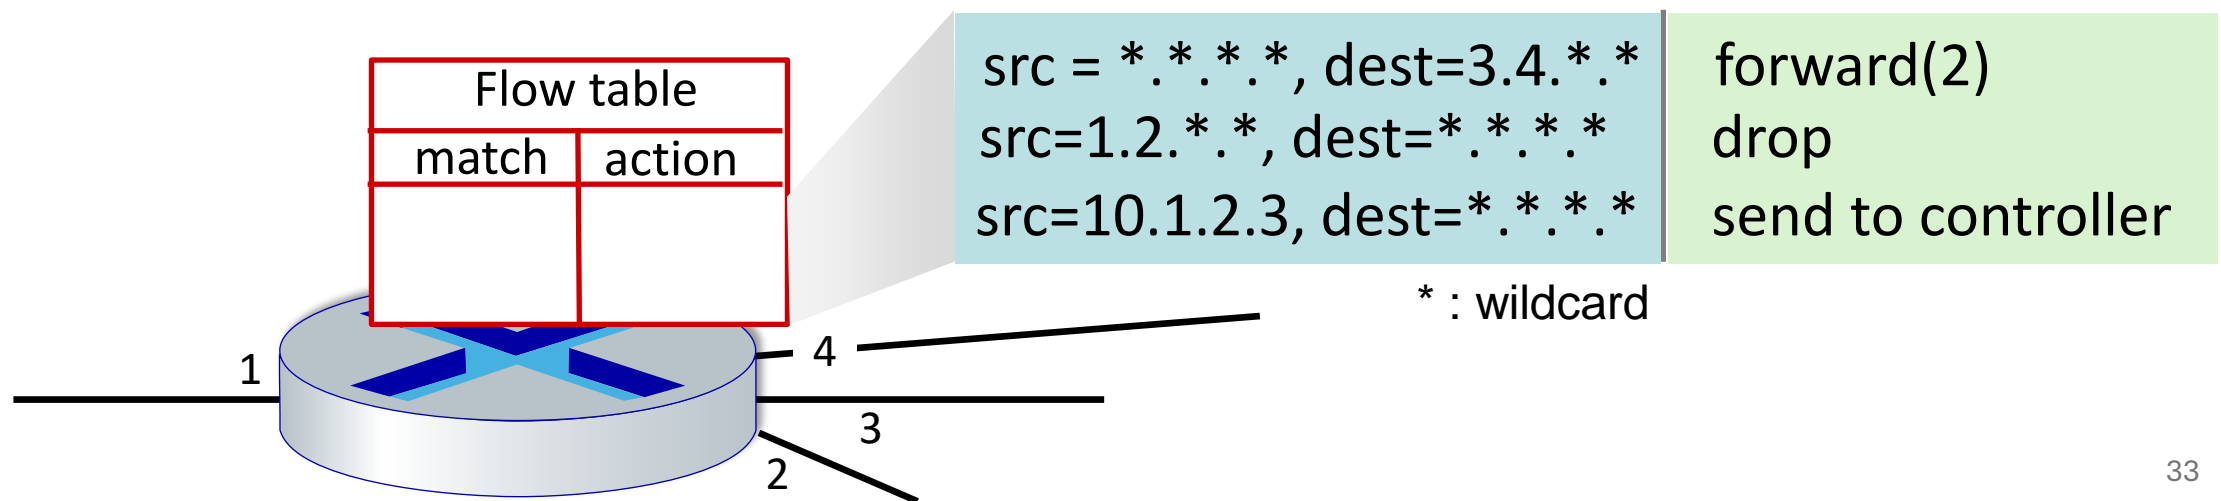 Flow table
match action
src = *.*.*.*, dest=3.4.*.* forward(2)
src=1.2.*.*, dest=*.*.*.* drop
src=10.1.2.3, dest=*.*.*.* send to controller
* : wildcard
1
4
3
2
33